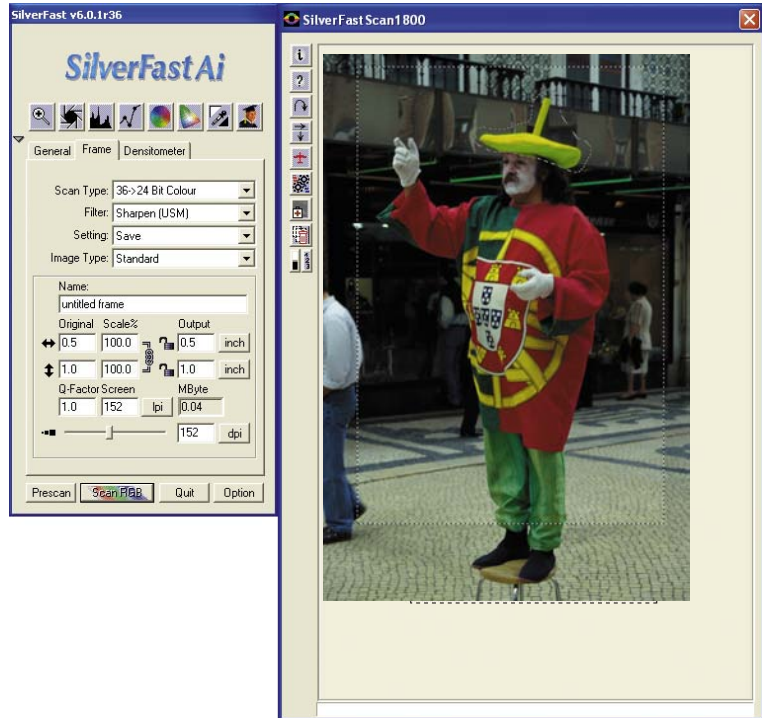 SilverFast v6.0.1r36
SilverFast Ai
General Frame Densitometer
Scan Type: 36->24 Bit Colour
Filter: Sharpen (USM)
Setting: Save
Image Type: Standard
Name:
untitled frame
Original Scale% Output
0.5 100.0 0.5 inch
1.0 100.0 1.0 inch
Q-Factor Screen MByte
1.0 152 lpi 0.04
152 dpi
Prescan Scan RGB Quit Option
SilverFastScan1800
i
?